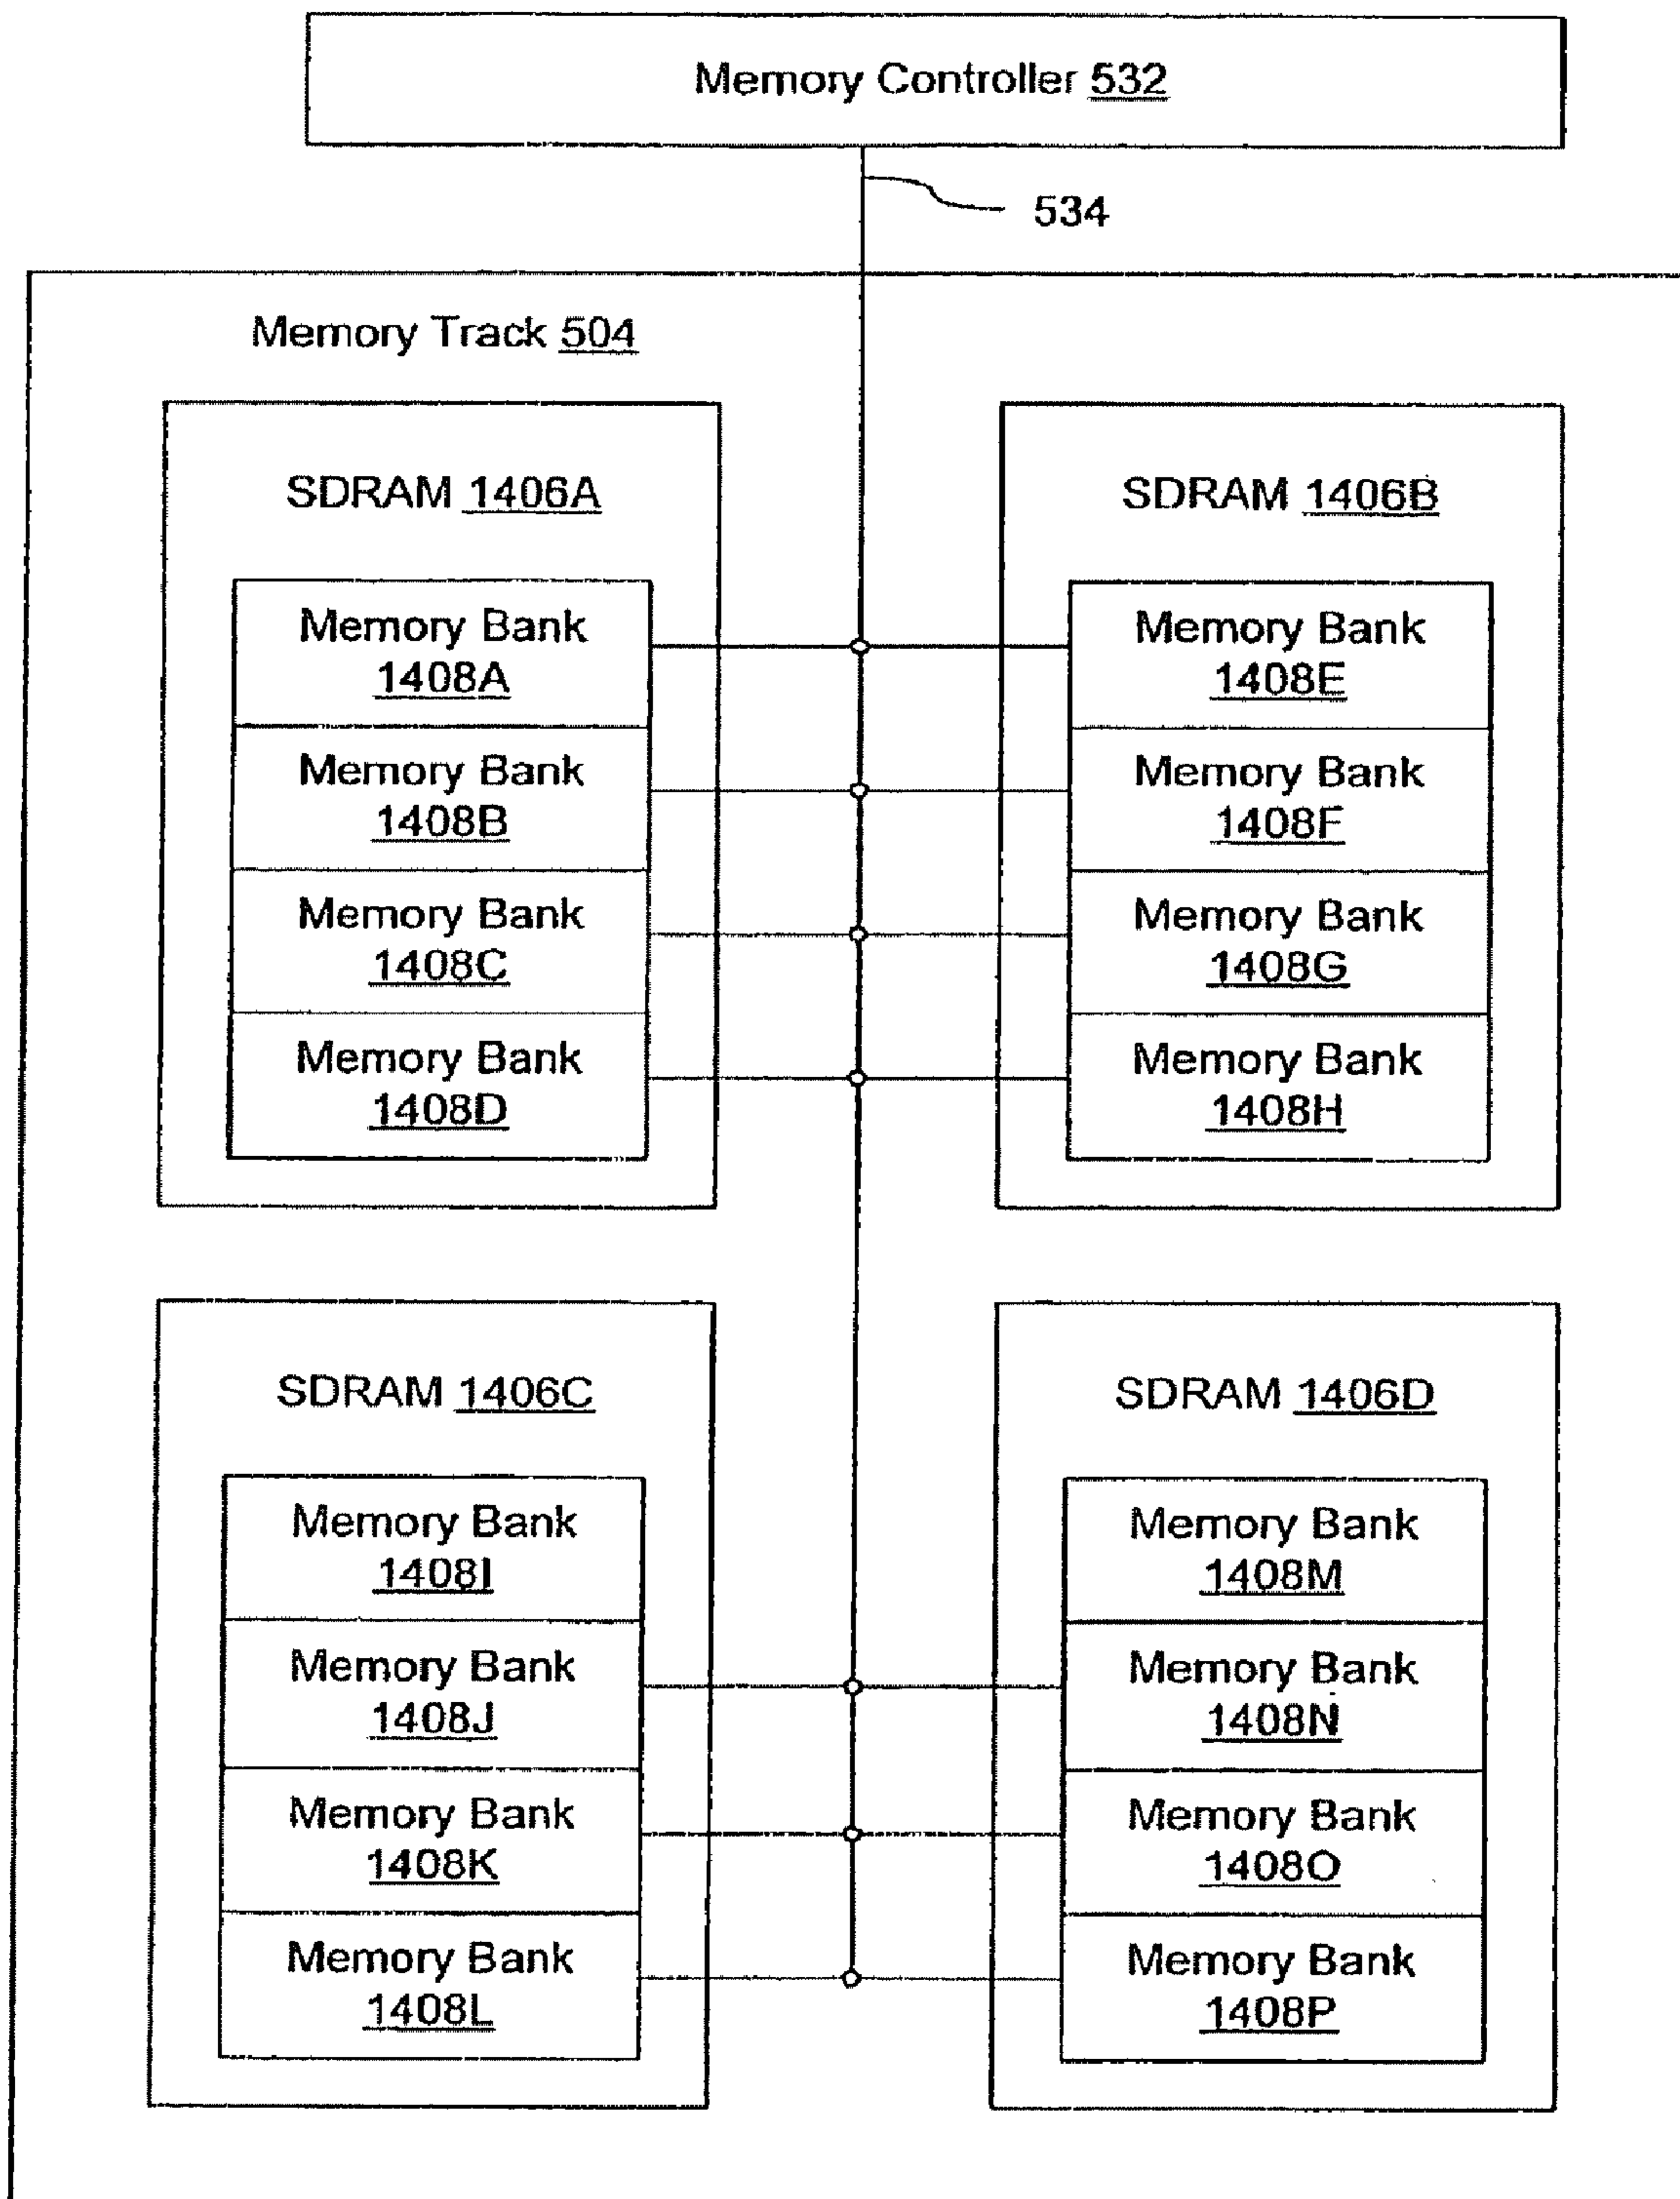 Memory Controller 532
534
Memory Track 504
SDRAM 1406A
Memory Bank
1408A
Memory Bank
1408B
Memory Bank
1408C
Memory Bank
1408D
SDRAM 1406B
Memory Bank
1408E
Memory Bank
1408F
Memory Bank
1408G
Memory Bank
1408H
SDRAM 1406C
Memory Bank
1408I
Memory Bank
1408J
Memory Bank
1408K
Memory Bank
1408L
SDRAM 1406D
Memory Bank
1408M
Memory Bank
1408N
Memory Bank
1408O
Memory Bank
1408P